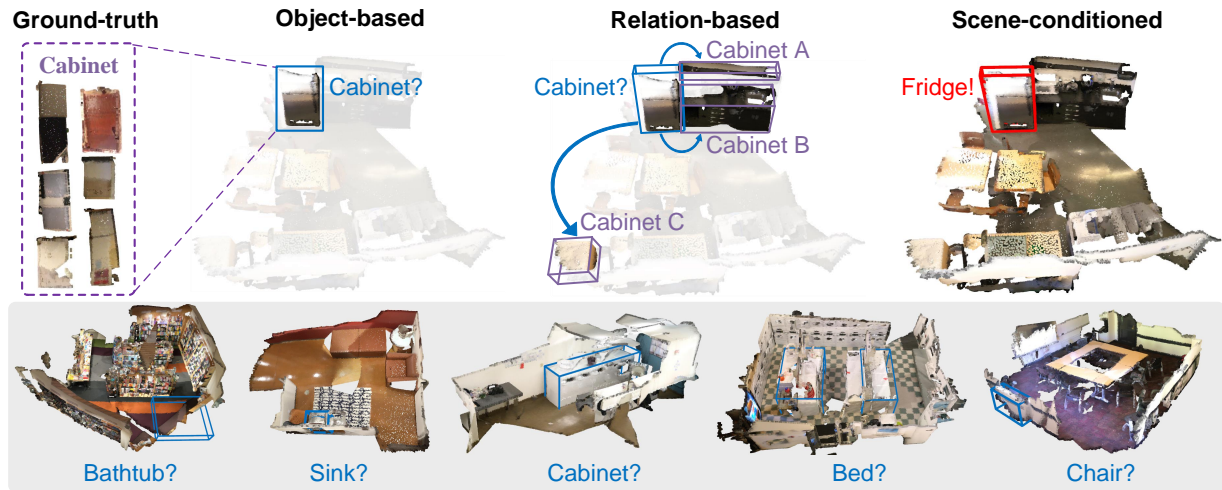 Ground-truth
Object-based
Relation-based
Scene-conditioned
Cabinet
Cabinet?
Cabinet?
Cabinet A
Cabinet B
Cabinet C
Fridge!
Bathtub?
Sink?
Cabinet?
Bed?
Chair?